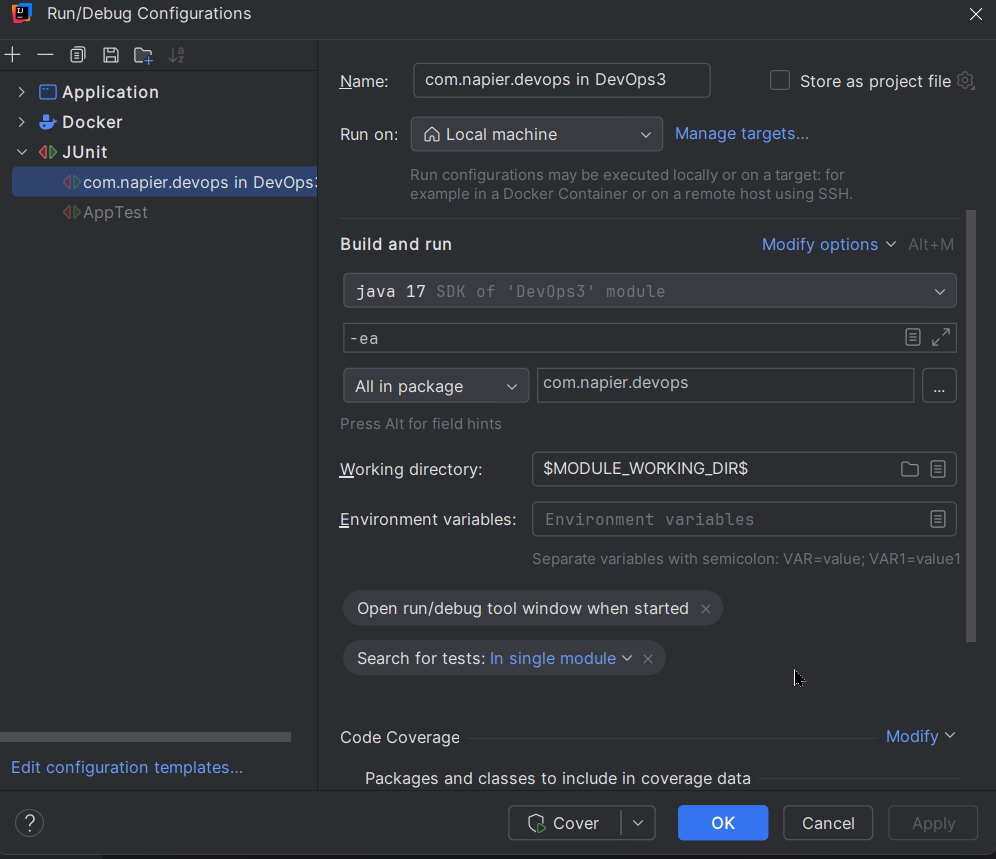 Run/Debug Configurations
Application
Docker
JUnit
com.napier.devops in DevOps3
AppTest
Edit configuration templates...
Name: com.napier.devops in DevOps3 Store as project file
Run on: Local machine Manage targets...
Run configurations may be executed locally or on a target: for
example in a Docker Container or on a remote host using SSH.
Build and run Modify options Alt+M
java 17 SDK of 'DevOps3' module
-ea
All in package com.napier.devops ...
Press Alt for field hints
Working directory: $MODULE_WORKING_DIR$
Environment variables: Environment variables
Separate variables with semicolon: VAR=value; VAR1=value1
Open run/debug tool window when started
Search for tests: In single module
Code Coverage Modify
Packages and classes to include in coverage data
? Cover OK Cancel Apply